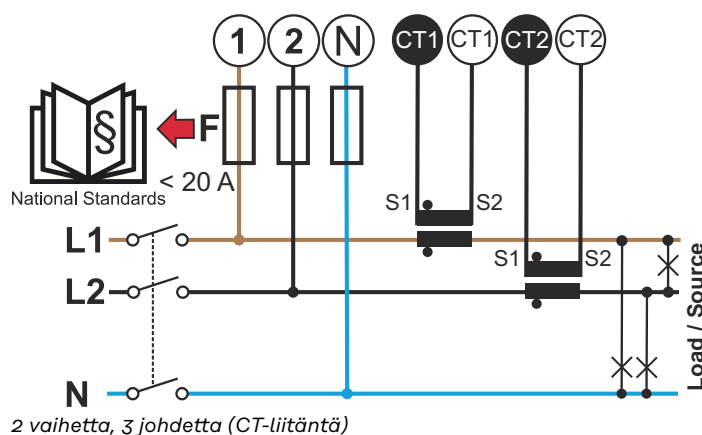 1 2 N CT1 CT1 CT2 CT2
§
F
< 20 A
National Standards
S1 S2
L1
S1 S2
L2
Load / Source
N
2 vaihetta, 3 johdetta (CT-liitäntä)